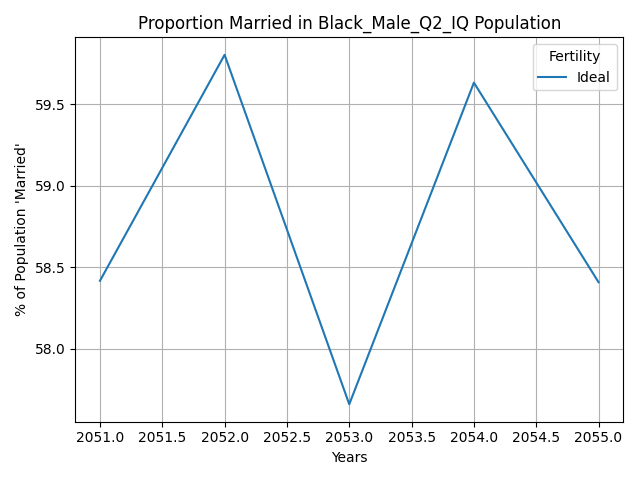 Proportion Married in Black_Male_Q2_IQ Population
Fertility
Ideal
% of Population 'Married'
59.5
59.0
58.5
58.0
2051.0 2051.5 2052.0 2052.5 2053.0 2053.5 2054.0 2054.5 2055.0
Years